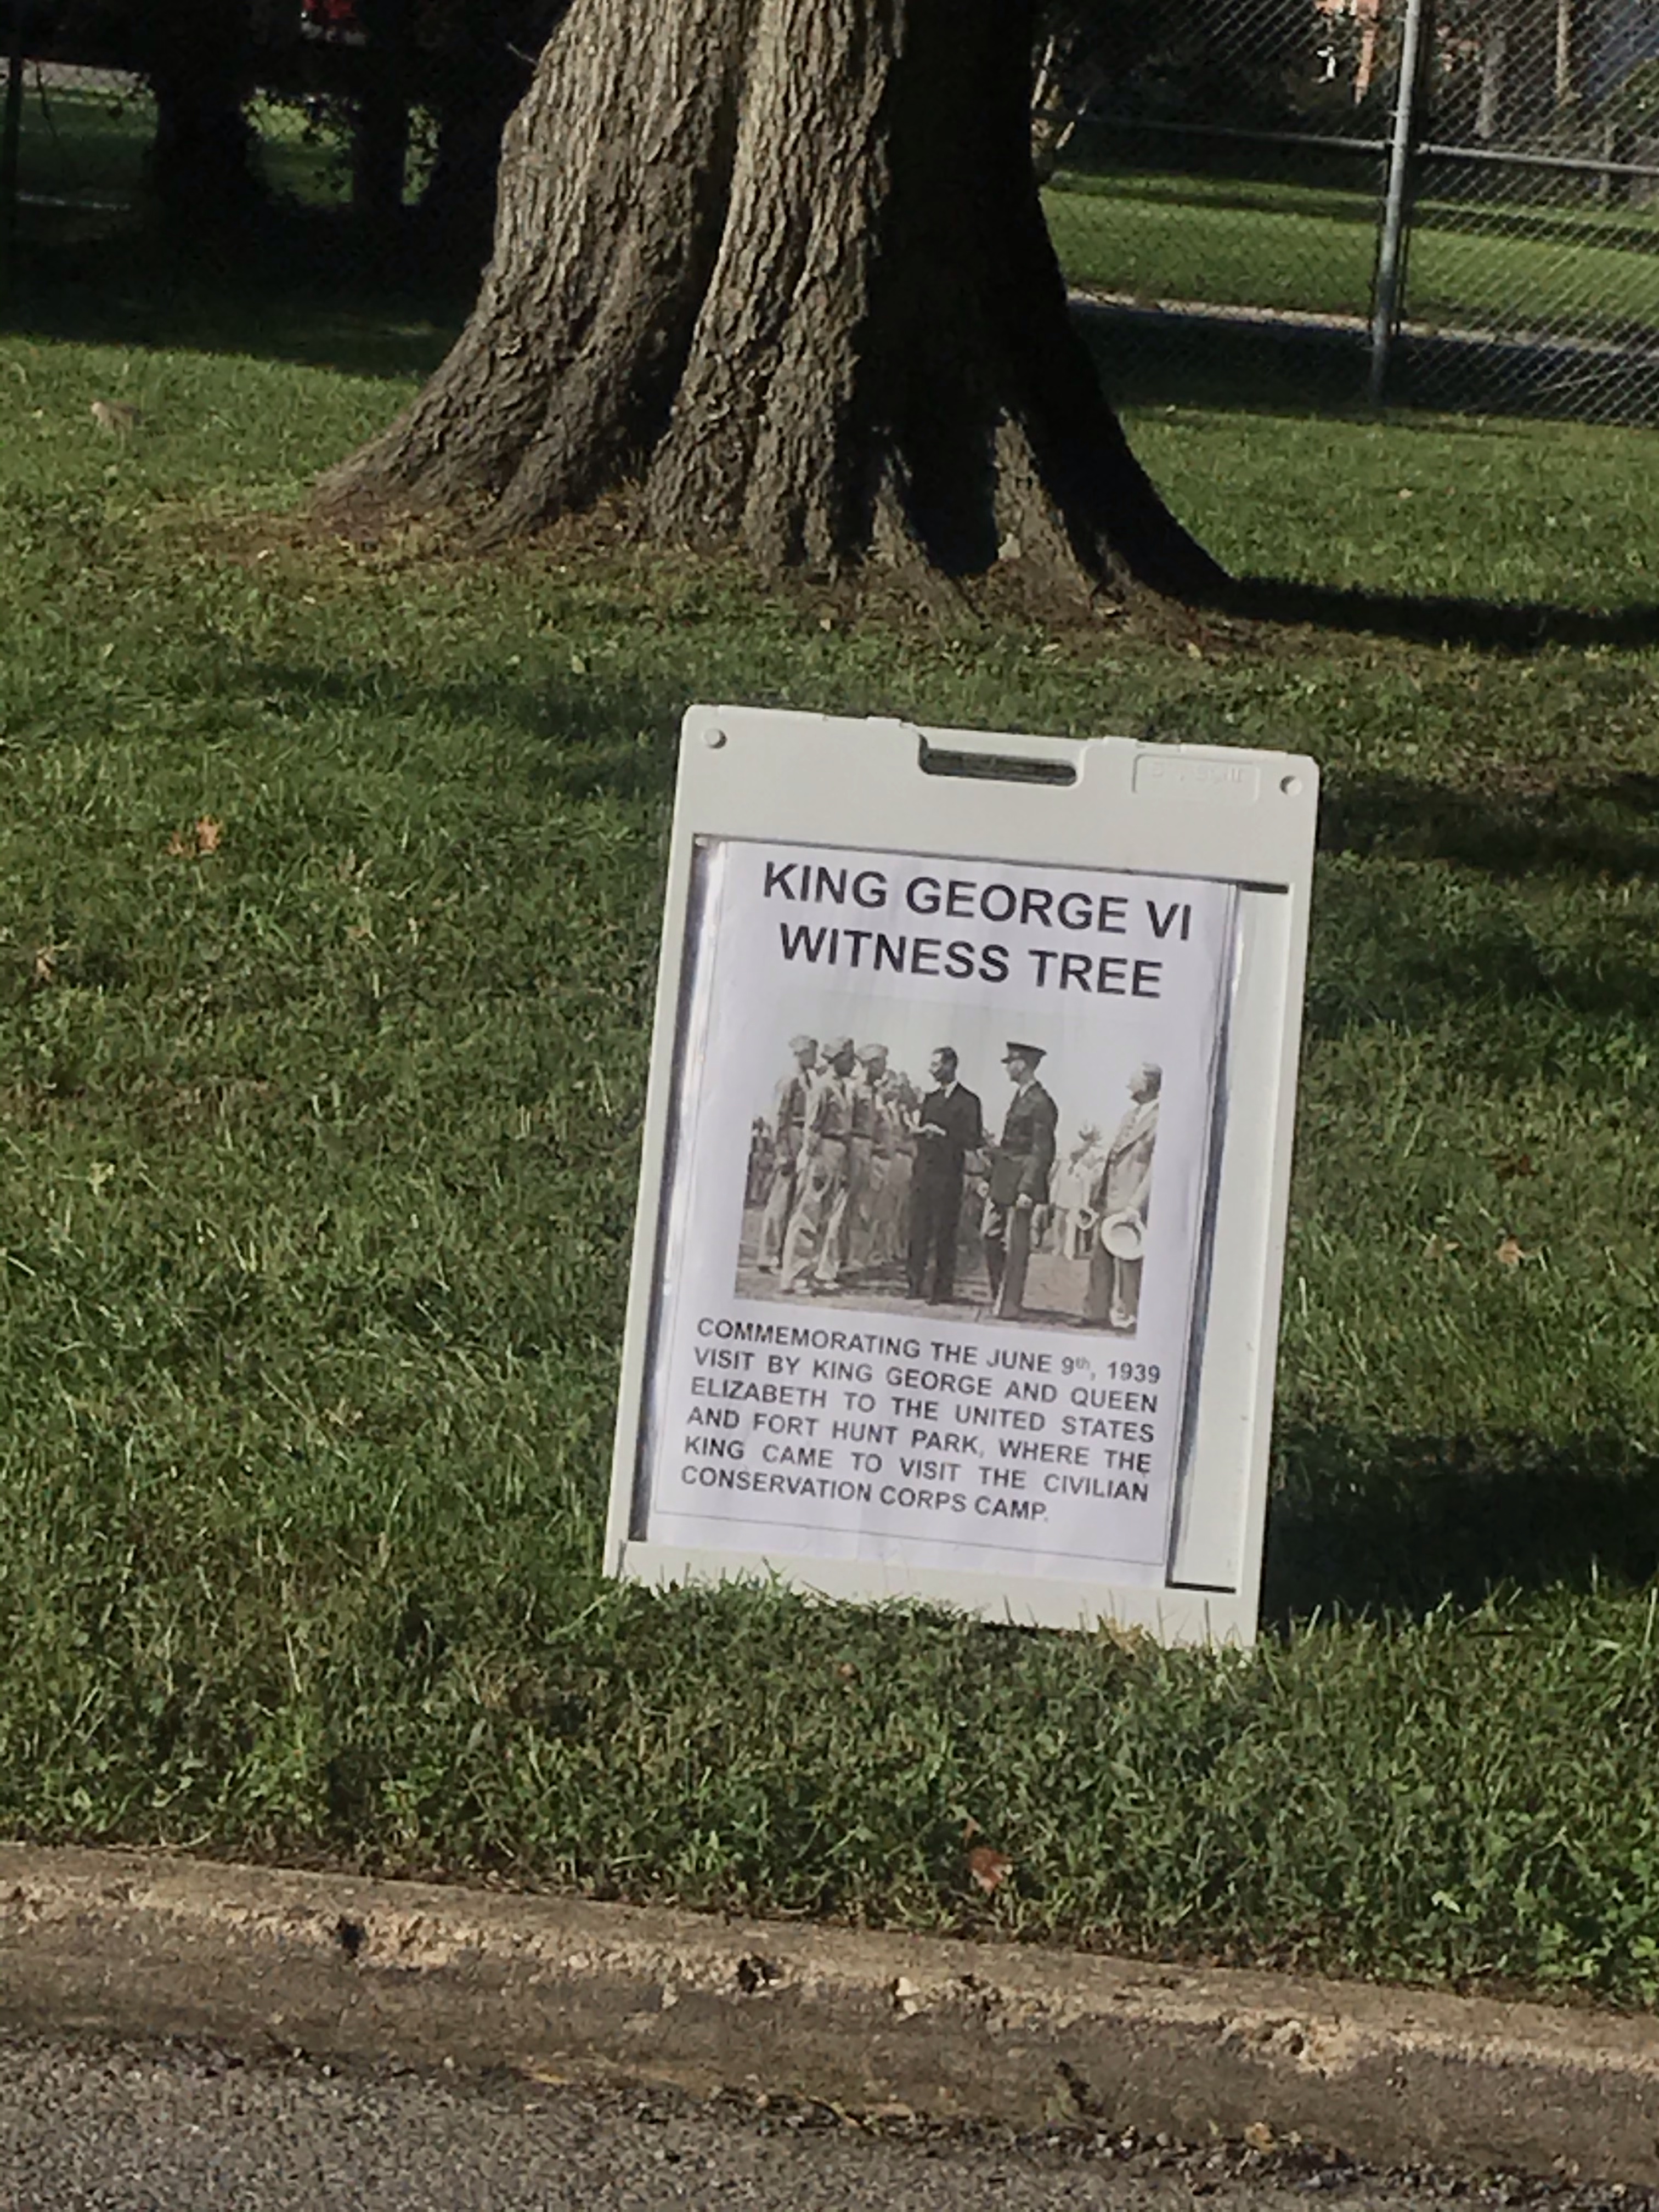 KING GEORGE VI
WITNESS TREE
COMMEMORATING THE JUNE 9th, 1939
VISIT BY KING GEORGE AND QUEEN
ELIZABETH TO THE UNITED STATES
AND FORT HUNT PARK, WHERE THE
KING CAME TO VISIT THE CIVILIAN
CONSERVATION CORPS CAMP.